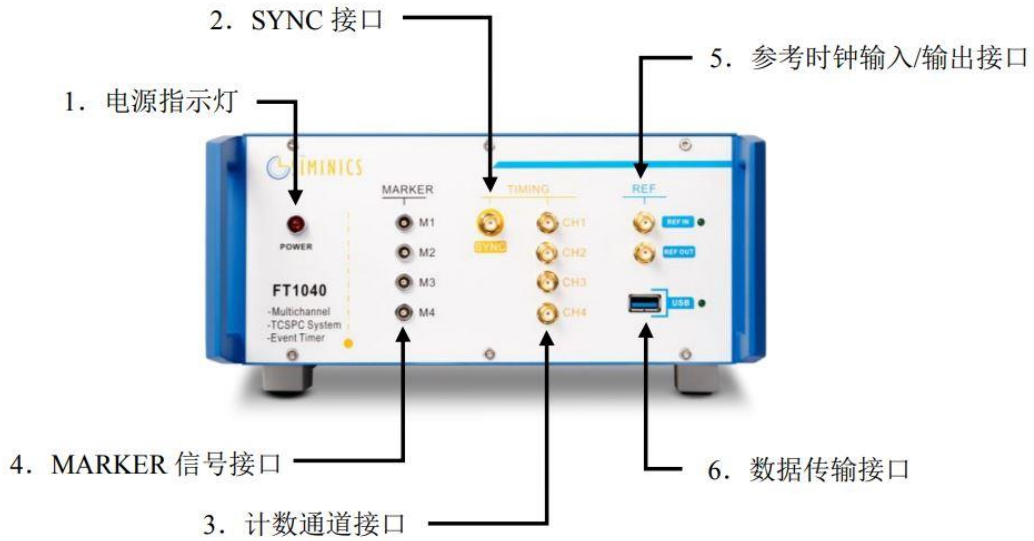 2. SYNC 接口
5. 参考时钟输入/输出接口
1. 电源指示灯
TIMINICS
MARKER
TIMING
REF
M1
CH1
REF IN
POWER
SYNC
M2
CH2
REF OUT
M3
CH3
USB
FT1040
M4
CH4
-Multichannel
-TCSPC System
-Event Timer
4. MARKER 信号接口
6. 数据传输接口
3. 计数通道接口